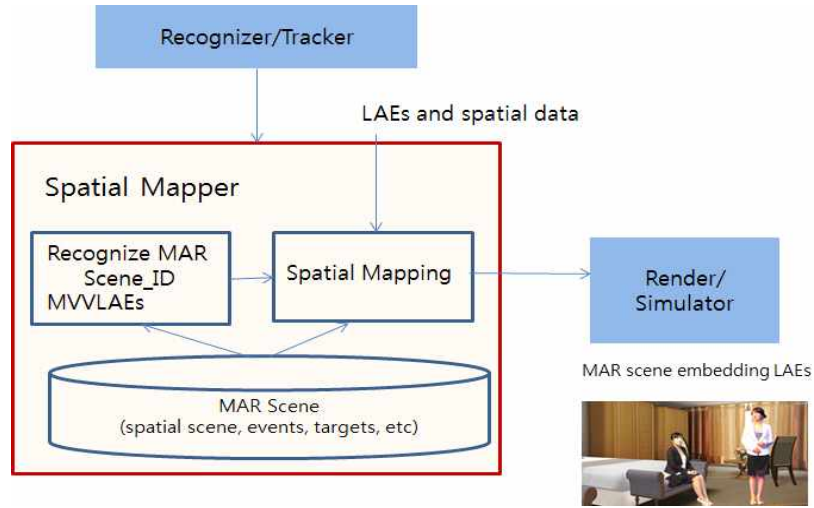 Recognizer/Tracker
LAEs and spatial data
Spatial Mapper
Recognize MAR
Scene_ID
MVVLAEs
Spatial Mapping
Render/
Simulator
MAR Scene
(spatial scene, events, targets, etc)
MAR scene embedding LAEs